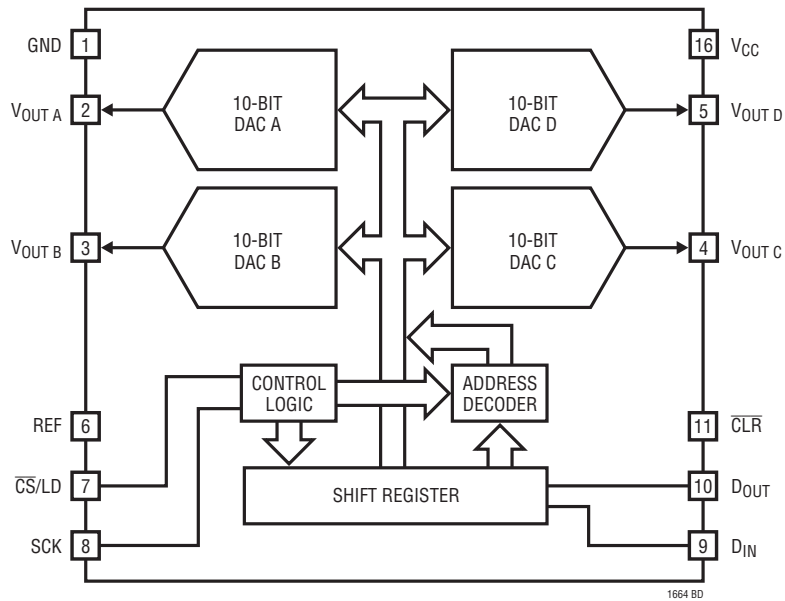 GND 1
16 VCC
VOUT A 2
10-BIT
DAC A
10-BIT
DAC D
5 VOUT D
VOUT B 3
10-BIT
DAC B
10-BIT
DAC C
4 VOUT C
CONTROL
LOGIC
ADDRESS
DECODER
REF 6
11 CLR
CS/LD 7
SHIFT REGISTER
10 DOUT
SCK 8
9 DIN
1664 BD